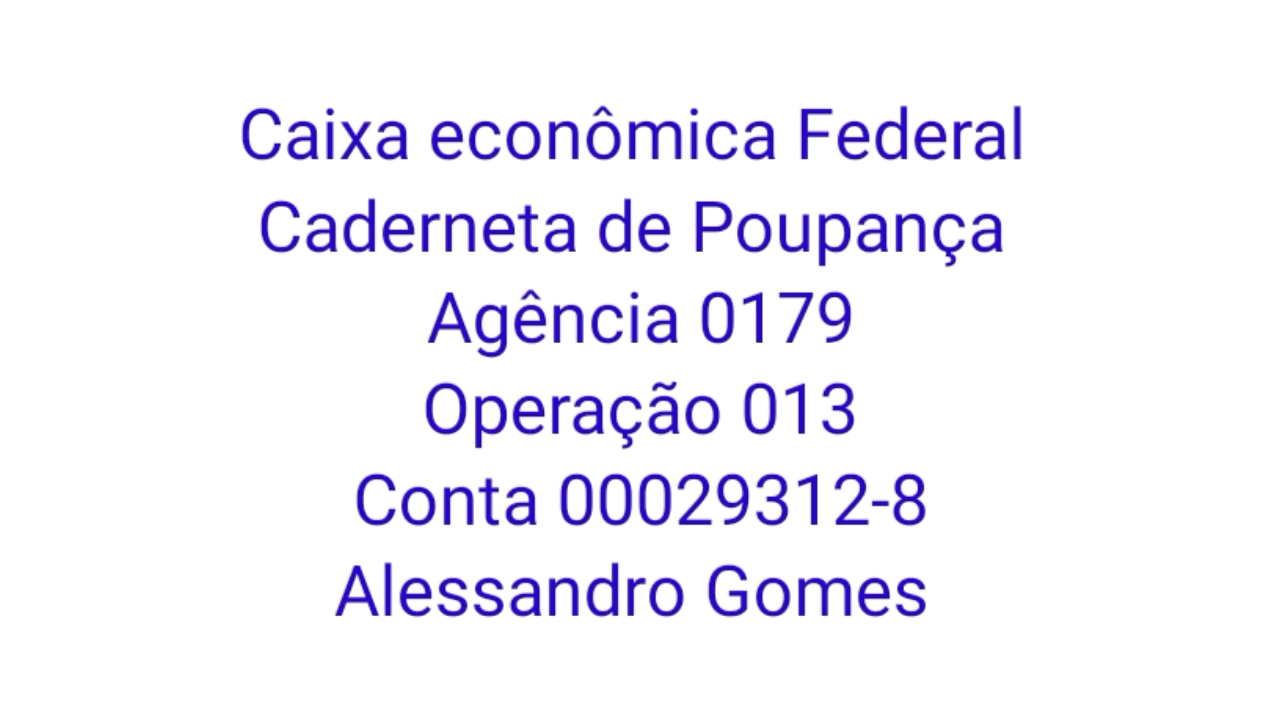 Caixa econômica Federal
Caderneta de Poupança
Agência 0179
Operação 013
Conta 00029312-8
Alessandro Gomes